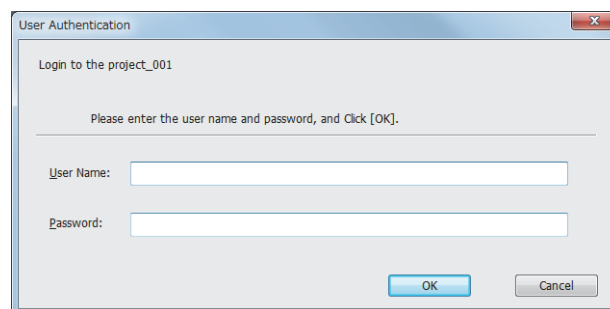 User Authentication
Login to the project_001
Please enter the user name and password, and Click [OK].
User Name:
Password:
OK Cancel